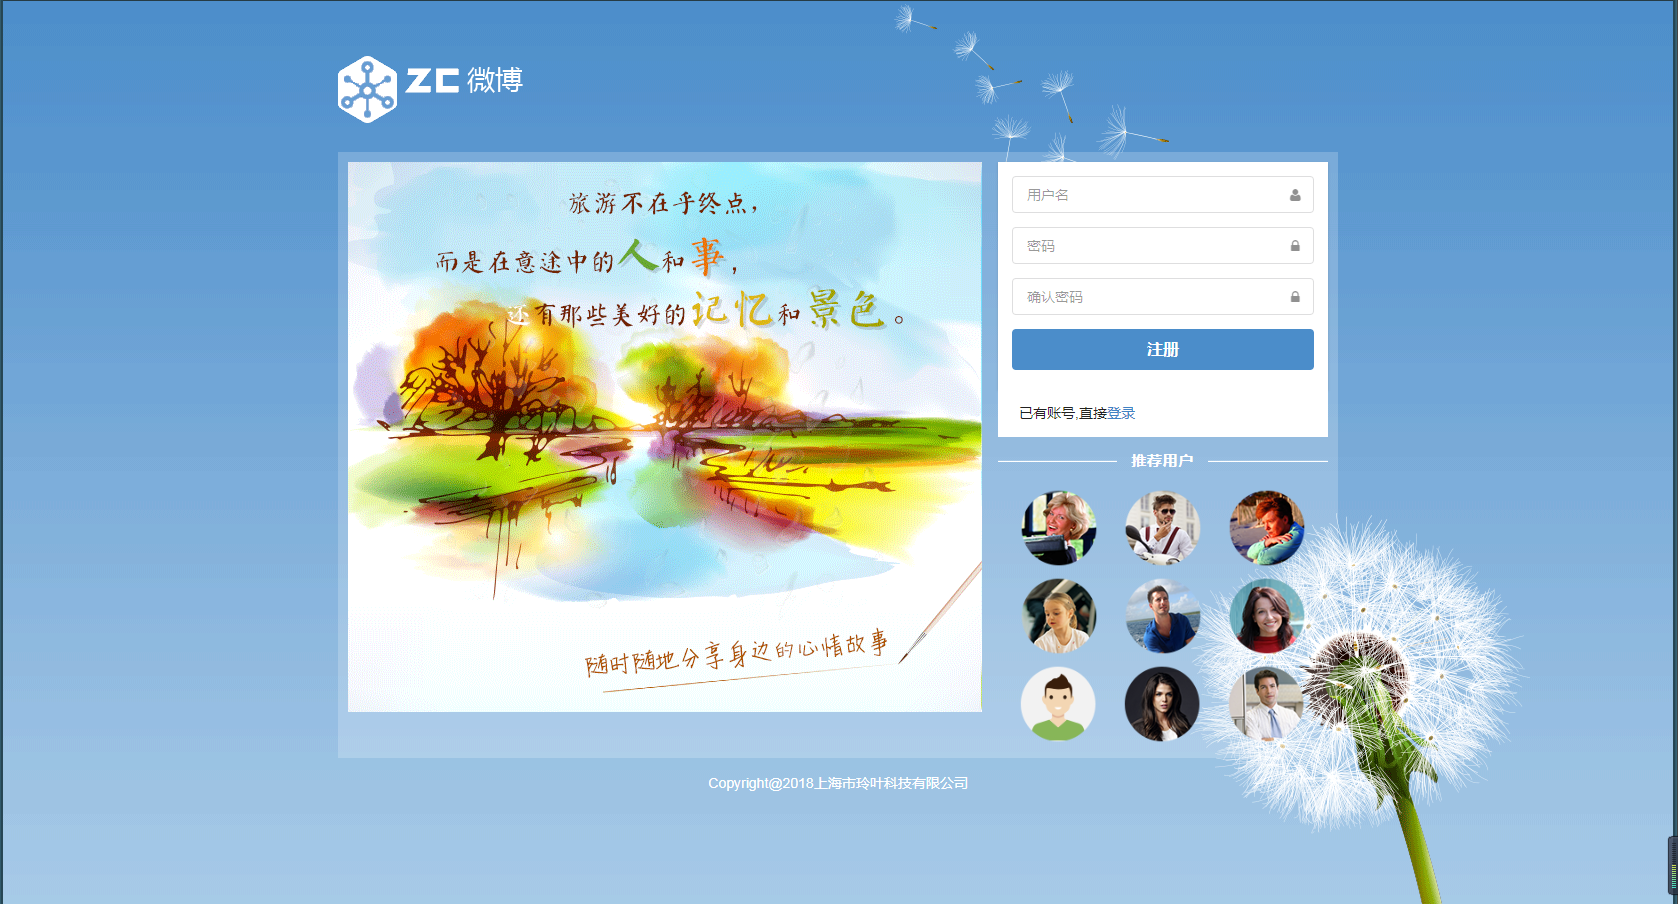 ZC 微博
旅游不在乎终点，
而是在意途中的人和事，
还有那些美好的记忆和景色。
随时随地分享身边的心情故事
用户名
密码
确认密码
注册
已有账号,直接登录
推荐用户
Copyright@2018上海市玲叶科技有限公司